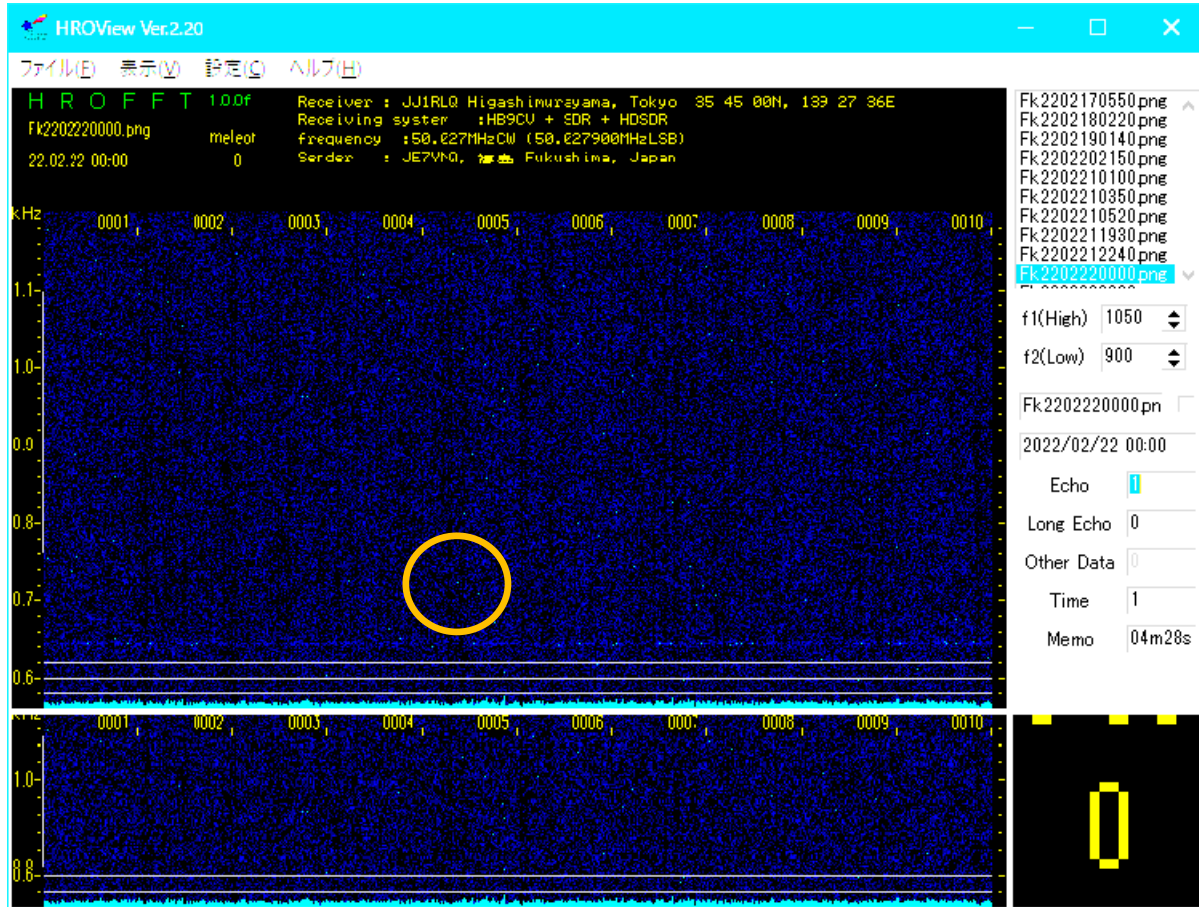 HROView Ver.2.20
ファイル(F) 表示(V) 設定(C) ヘルプ(H)
H R O F F T 1.0.0f
Fk2202220000.png meteor
22.02.22 00:00 0
Receiver : JJ1RLQ Higashimurayama, Tokyo 35 45 00N, 139 27 36E
Receiving system :HB9CV + SDR + HDSDR
frequency :50.027MHzCW (50.027900MHzLSB)
Sender : JE7YNQ, Fukushima, Japan
kHz 0001 0002 0003 0004 0005 0006 0007 0008 0009 0010
1.1
1.0
0.9
0.8
0.7
0.6
kHz 0001 0002 0003 0004 0005 0006 0007 0008 0009 0010
1.0
Fk2202170550.png
Fk2202180220.png
Fk2202190140.png
Fk2202202150.png
Fk2202210100.png
Fk2202210350.png
Fk2202210520.png
Fk2202211930.png
Fk2202212240.png
Fk2202220000.png
f1(High) 1050
f2(Low) 900
Fk2202220000.pn
2022/02/22 00:00
Echo 1
Long Echo 0
Other Data 0
Time 1
Memo 04m28s
0